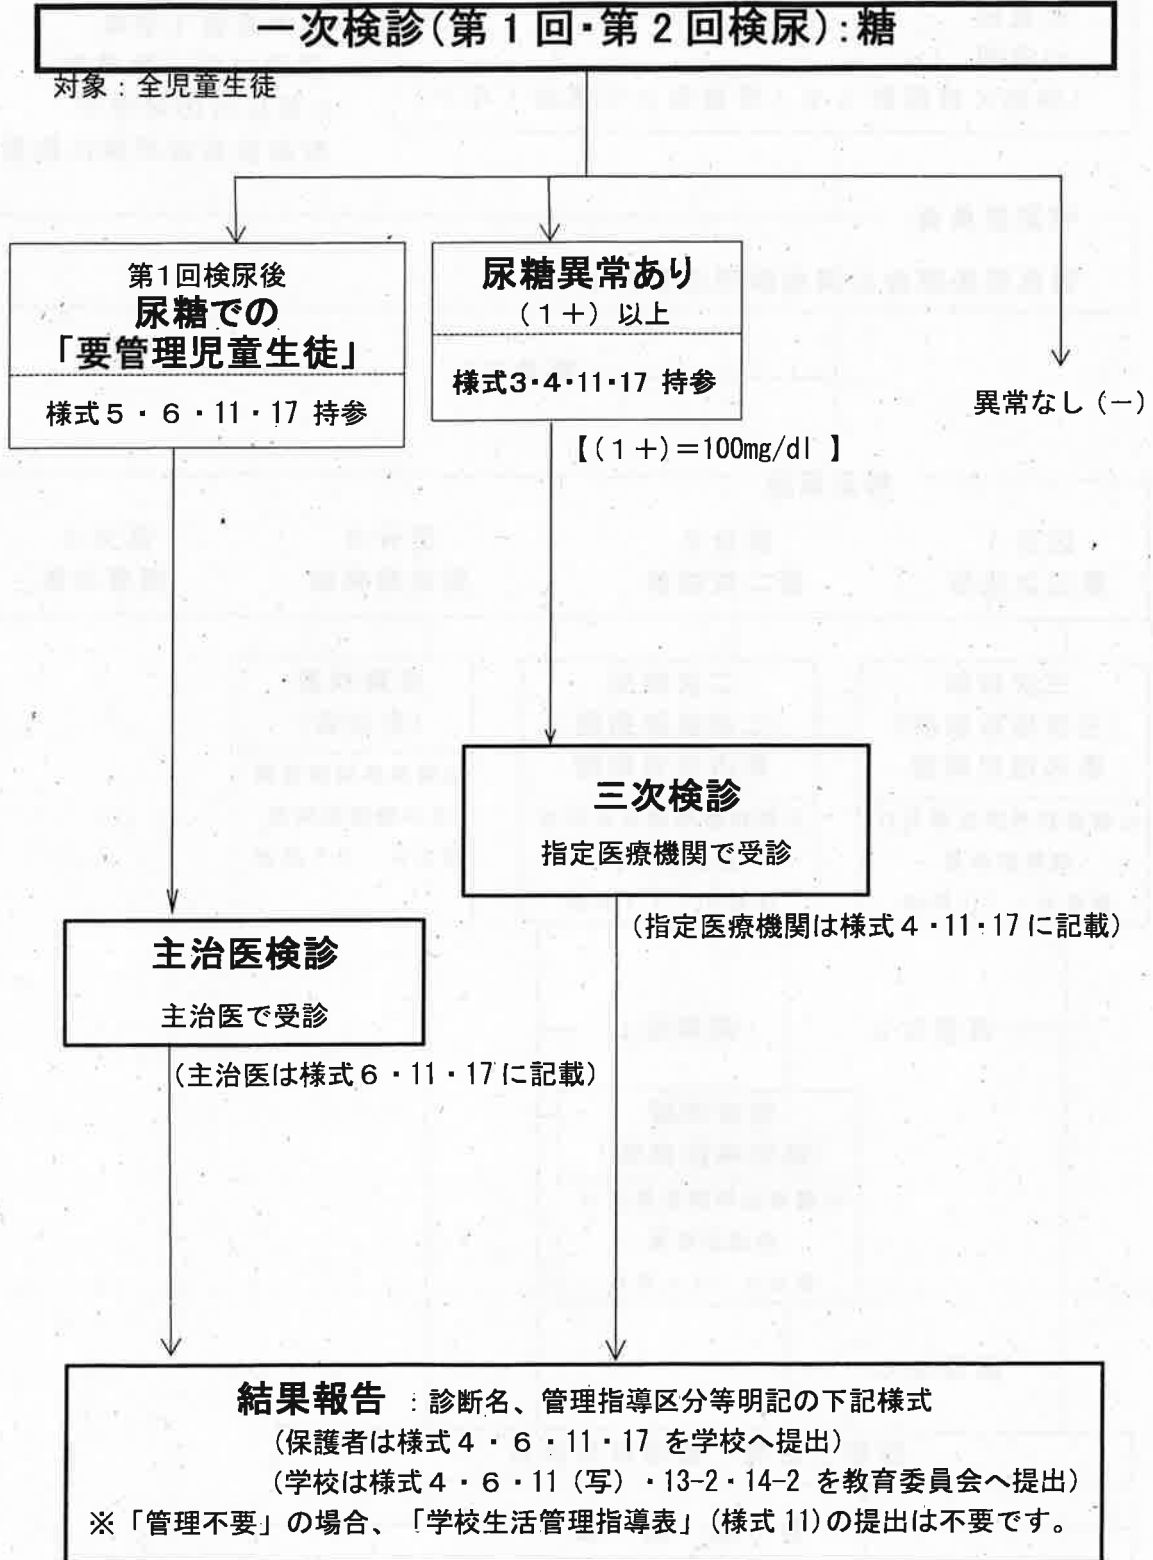 一次検診(第1回・第2回検尿):糖
対象:全児童生徒
第1回検尿後
尿糖での
「要管理児童生徒」
様式5・6・11・17 持参
尿糖異常あり
(1+)以上
様式3・4・11・17 持参
異常なし(-)
【(1+)=100mg/dl 】
三次検診
指定医療機関で受診
(指定医療機関は様式4・11・17に記載)
主治医検診
主治医で受診
(主治医は様式6・11・17に記載)
結果報告 :診断名、管理指導区分等明記の下記様式
(保護者は様式4・6・11・17 を学校へ提出)
(学校は様式4・6・11(写)・13-2・14-2 を教育委員会へ提出)
※「管理不要」の場合、「学校生活管理指導表」(様式11)の提出は不要です。